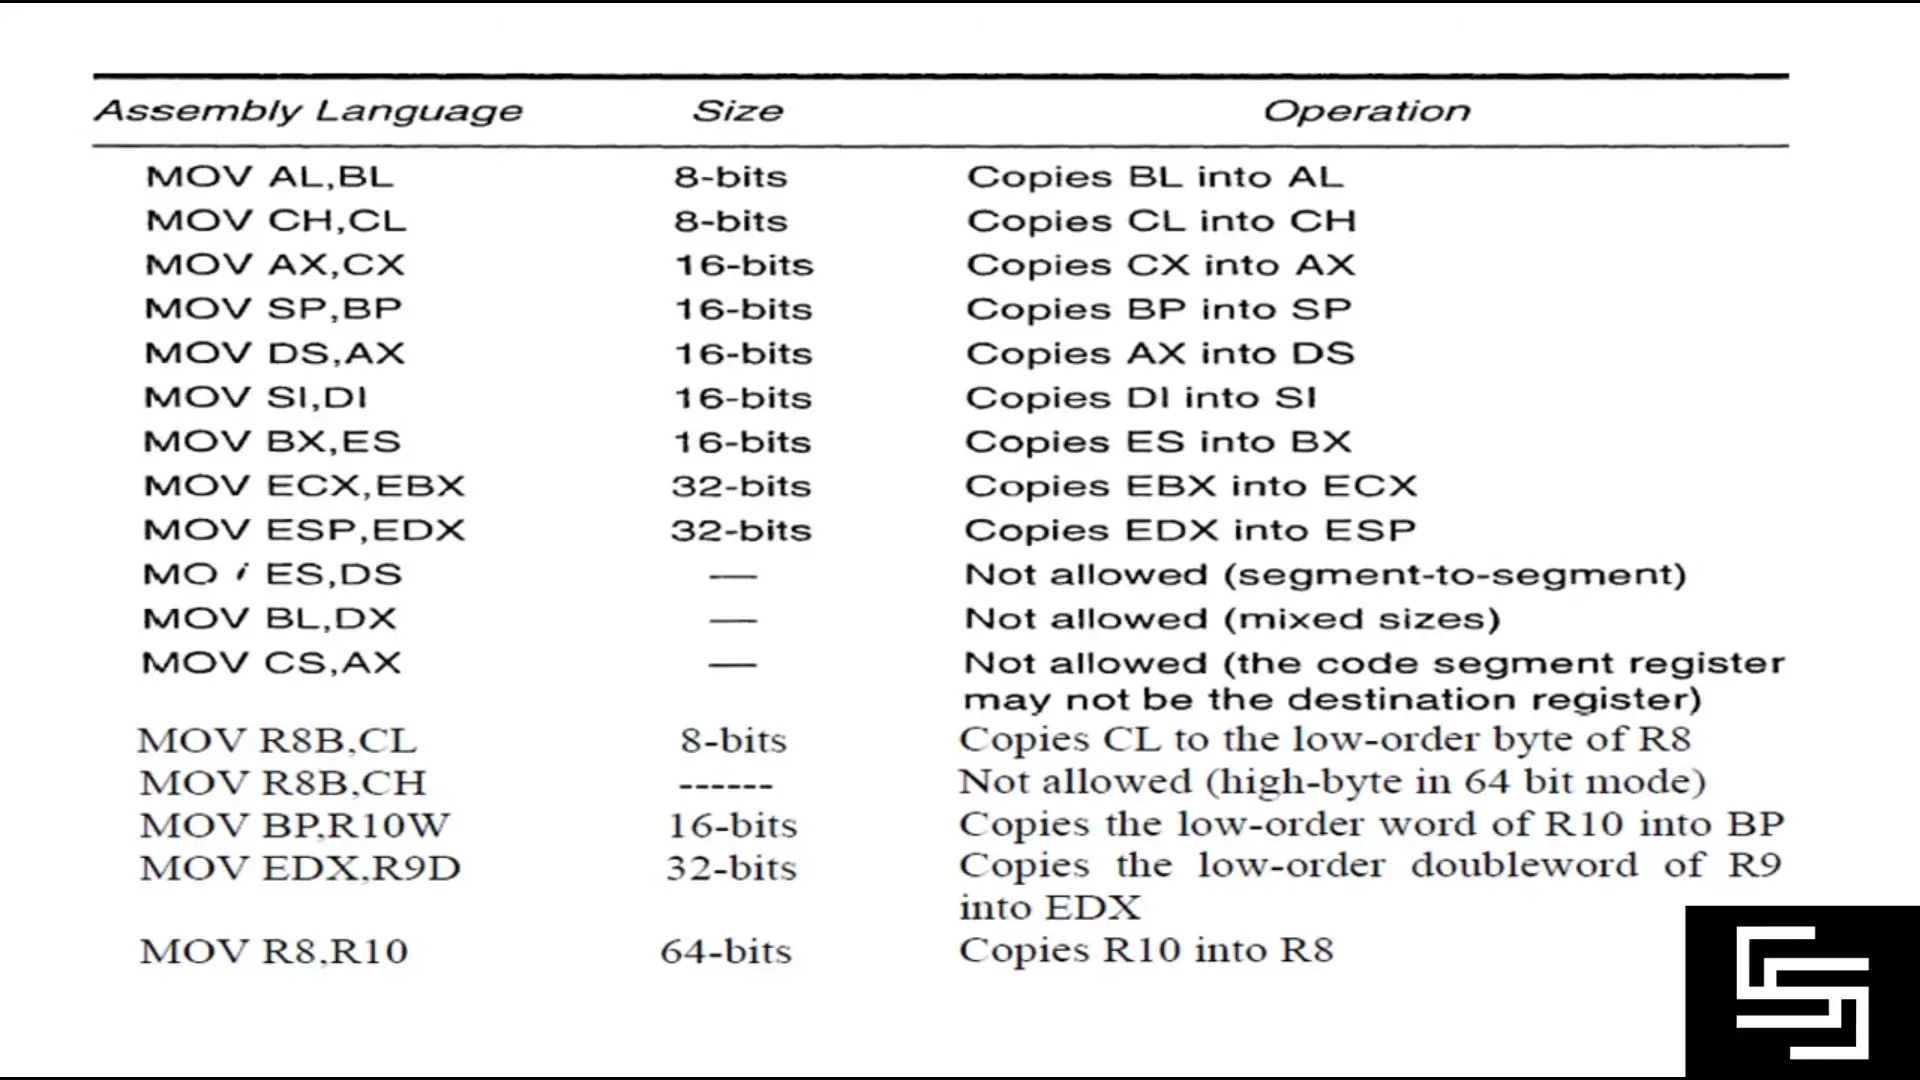 Assembly Language Size Operation
MOV AL,BL 8-bits Copies BL into AL
MOV CH,CL 8-bits Copies CL into CH
MOV AX,CX 16-bits Copies CX into AX
MOV SP,BP 16-bits Copies BP into SP
MOV DS,AX 16-bits Copies AX into DS
MOV SI,DI 16-bits Copies DI into SI
MOV BX,ES 16-bits Copies ES into BX
MOV ECX,EBX 32-bits Copies EBX into ECX
MOV ESP,EDX 32-bits Copies EDX into ESP
ES,DS — Not allowed (segment-to-segment)
MOV BL,DX — Not allowed (mixed sizes)
MOV CS,AX — Not allowed (the code segment register
may not be the destination register)
MOV R8B,CL 8-bits Copies CL to the low-order byte of R8
MOV R8B,CH ------ Not allowed (high-byte in 64 bit mode)
MOV BP,R10W 16-bits Copies the low-order word of R10 into BP
MOV EDX,R9D 32-bits Copies the low-order doubleword of R9
into EDX
MOV R8,R10 64-bits Copies R10 into R8